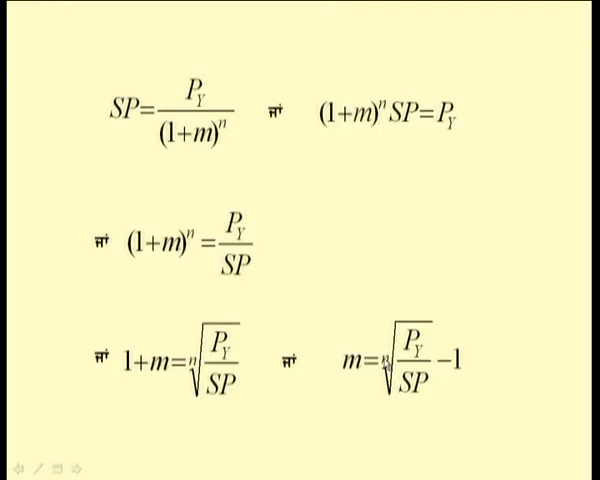 SP = P_Y / (1+m)^n ਜਾਂ (1+m)^n SP = P_Y
ਜਾਂ (1+m)^n = P_Y / SP
ਜਾਂ 1+m = ⁿ√(P_Y / SP) ਜਾਂ m = ⁿ√(P_Y / SP) −1